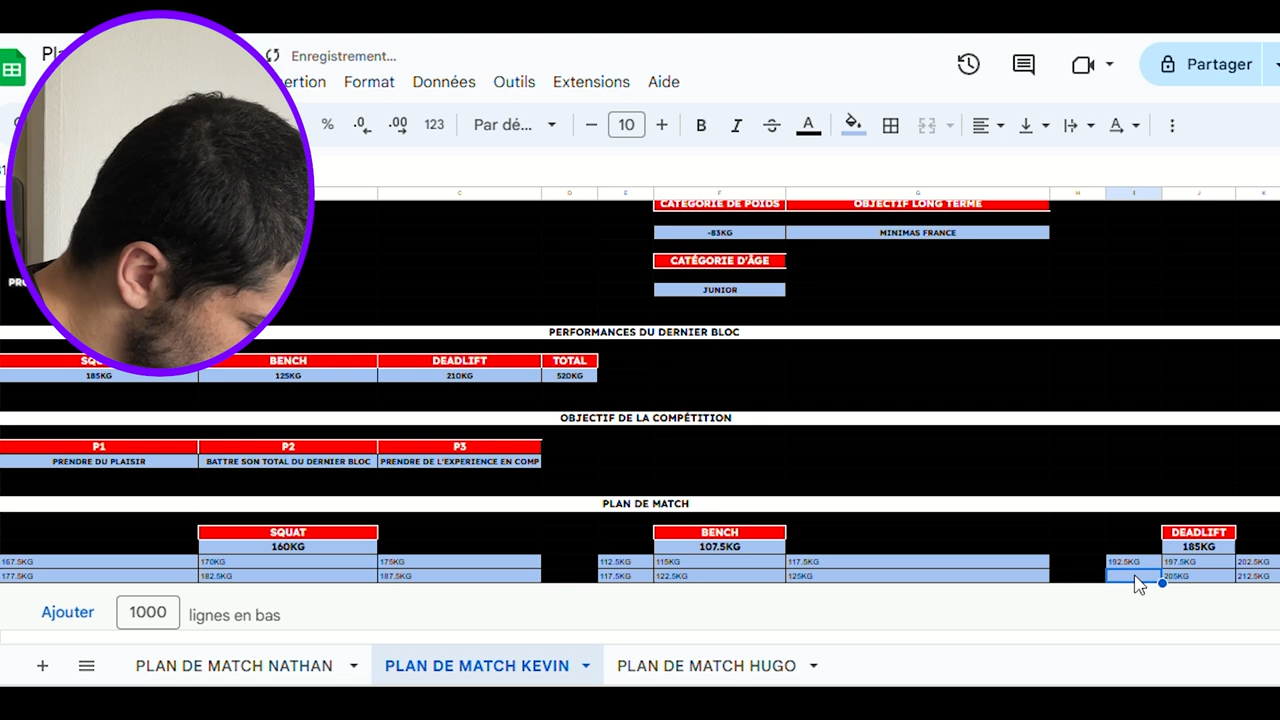 Pl
Enregistrement...
ertion Format Données Outils Extensions Aide
Partager
% .0 .00 123 Par dé... 10 B I S A A
C D E F G H I J K
CATÉGORIE DE POIDS OBJECTIF LONG TERME
-83KG MINIMAS FRANCE
CATÉGORIE D'ÂGE
PRO
JUNIOR
PERFORMANCES DU DERNIER BLOC
SQ BENCH DEADLIFT TOTAL
185KG 125KG 210KG 520KG
OBJECTIF DE LA COMPÉTITION
P1 P2 P3
PRENDRE DU PLAISIR BATTRE SON TOTAL DU DERNIER BLOC PRENDRE DE L'EXPERIENCE EN COMP
PLAN DE MATCH
SQUAT BENCH DEADLIFT
160KG 107.5KG 185KG
167.5KG 170KG 175KG 112.5KG 115KG 117.5KG 192.5KG 197.5KG 202.5KG
177.5KG 182.5KG 187.5KG 117.5KG 122.5KG 125KG 205KG 212.5KG
Ajouter 1000 lignes en bas
PLAN DE MATCH NATHAN PLAN DE MATCH KEVIN PLAN DE MATCH HUGO